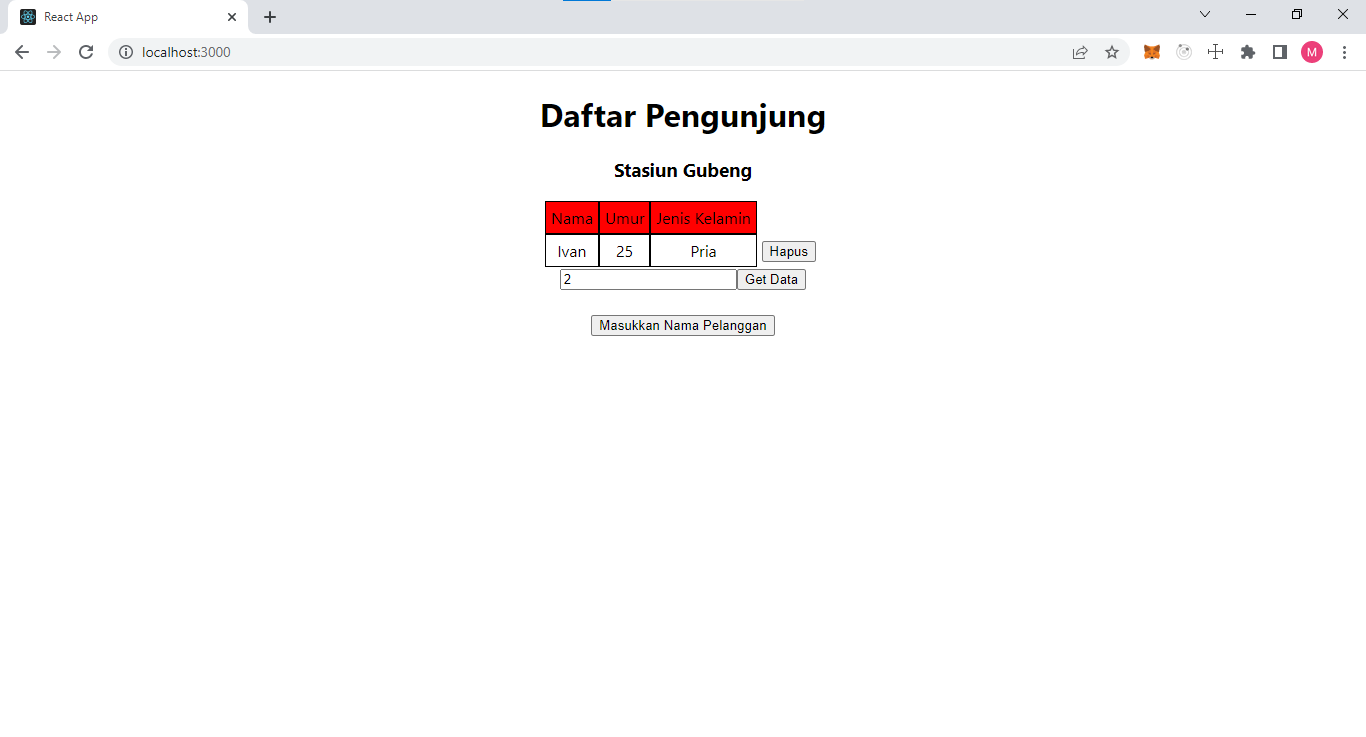 React App
localhost:3000
M
Daftar Pengunjung
Stasiun Gubeng
Nama Umur Jenis Kelamin
Ivan 25 Pria Hapus
2 Get Data
Masukkan Nama Pelanggan